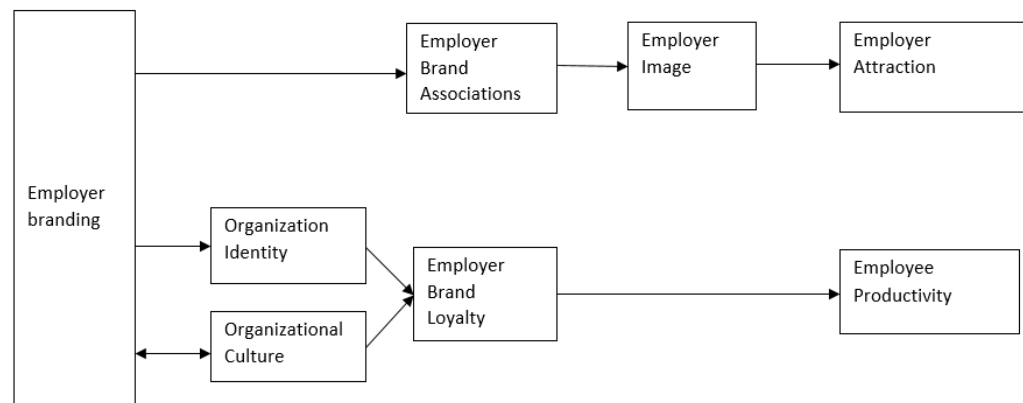 Employer
Brand
Associations
Employer
Image
Employer
Attraction
Employer
branding
Organization
Identity
Employer
Brand
Loyalty
Employee
Productivity
Organizational
Culture